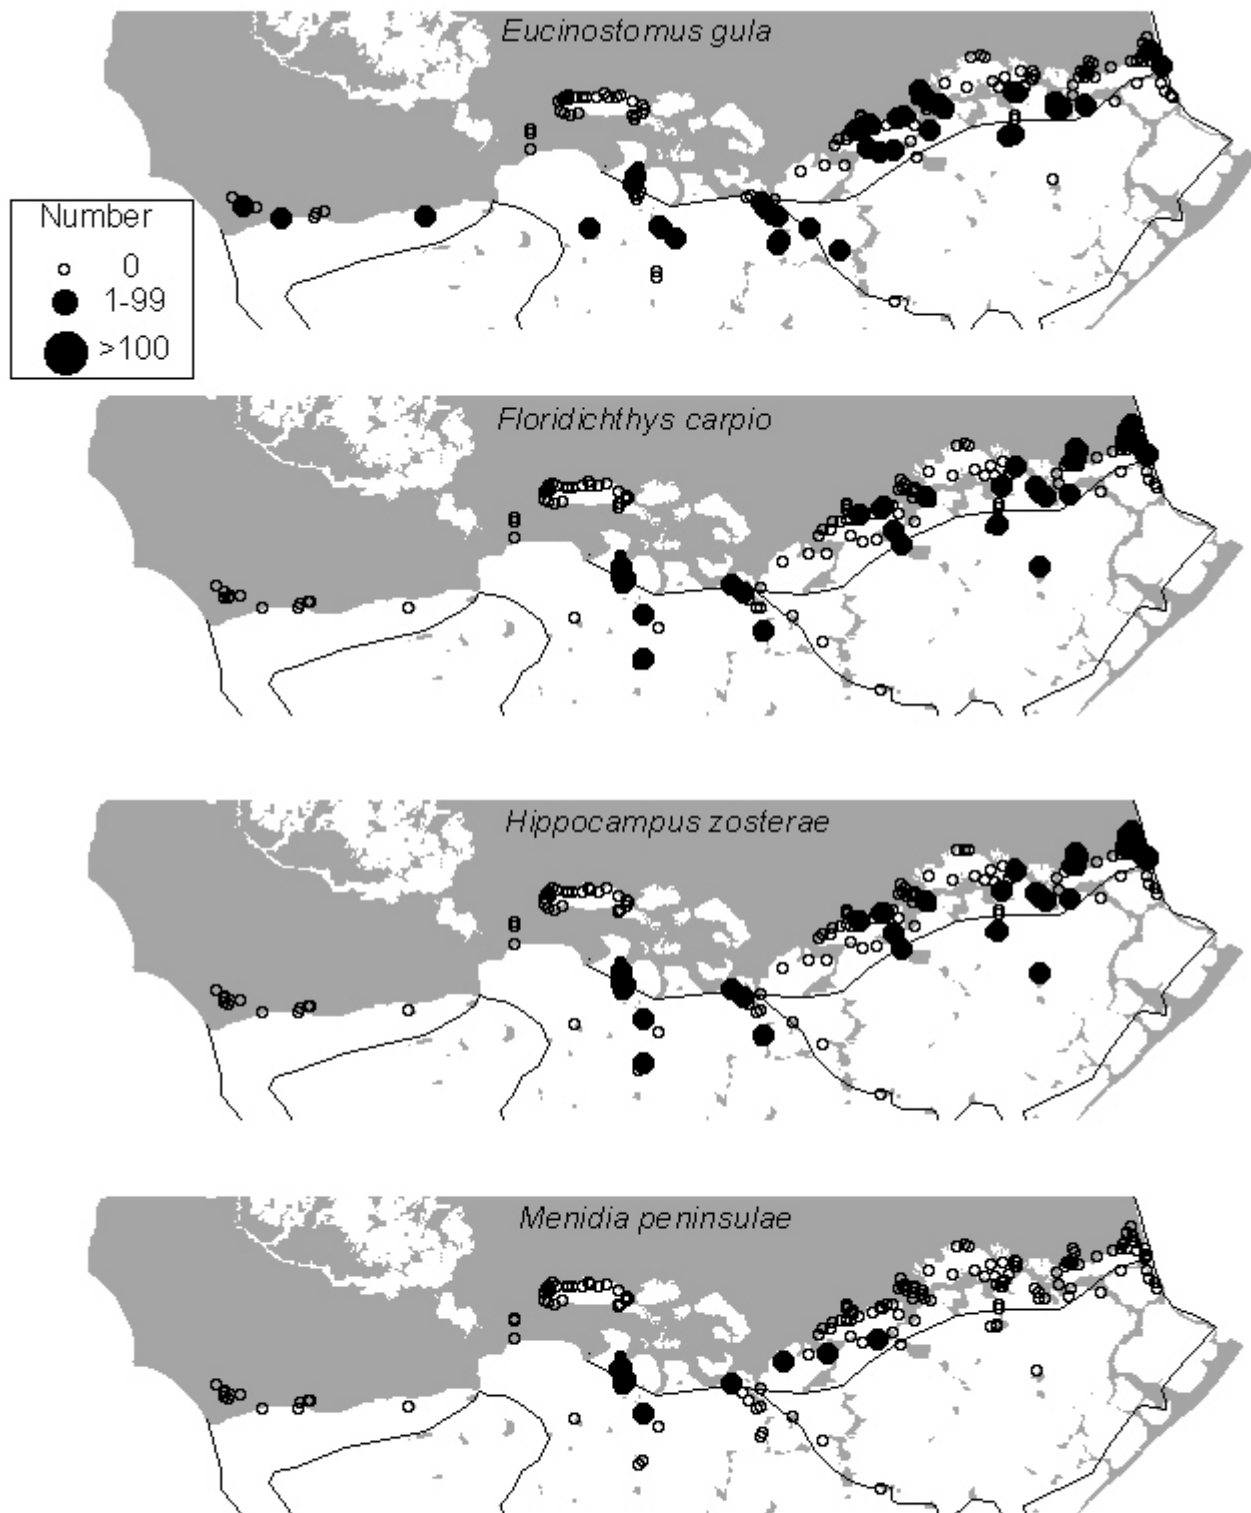 Eucinostomus gula
Number
0
1-99
>100
Floridichthys carpio
Hippocampus zosterae
Menidia peninsulae